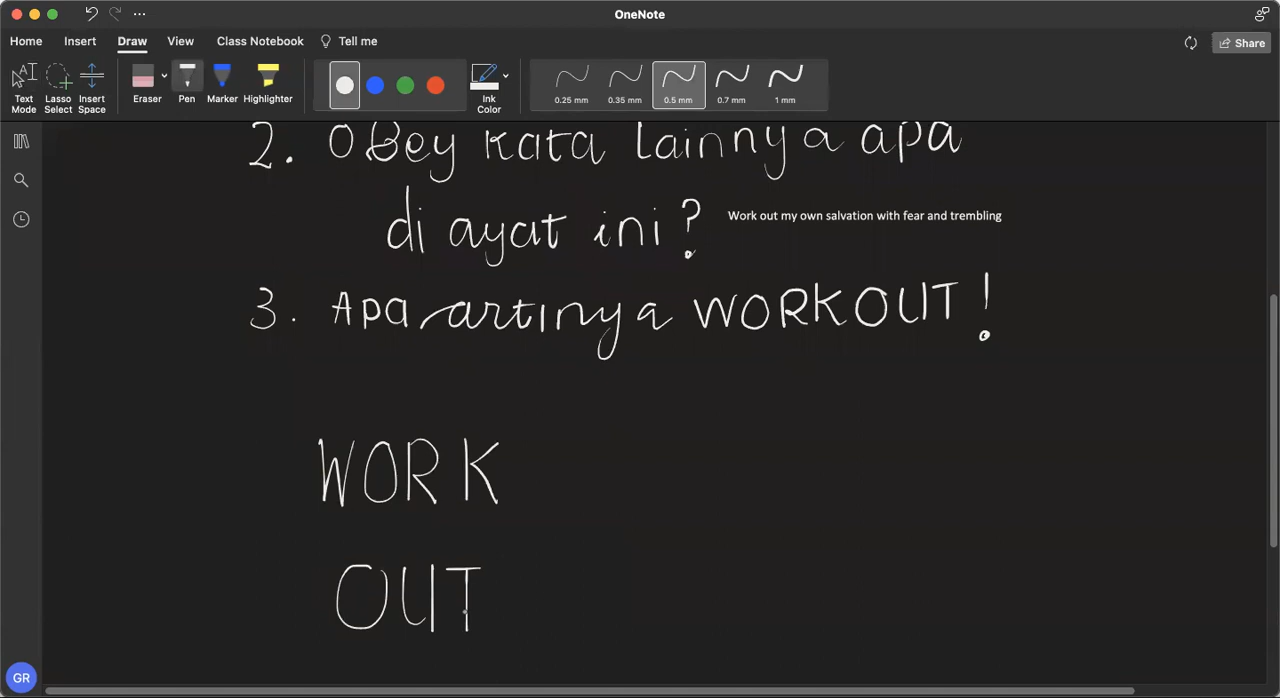 OneNote
Home Insert Draw View Class Notebook Tell me
Share
Text Mode
Lasso Select
Insert Space
Eraser
Pen
Marker
Highlighter
Ink Color
0.25 mm 0.35 mm 0.5 mm 0.7 mm 1 mm
2. OBey kata lainnya apa
di ayat ini?
Work out my own salvation with fear and trembling
3. Apa artinya WORKOUT!
WORK
OUT
GR